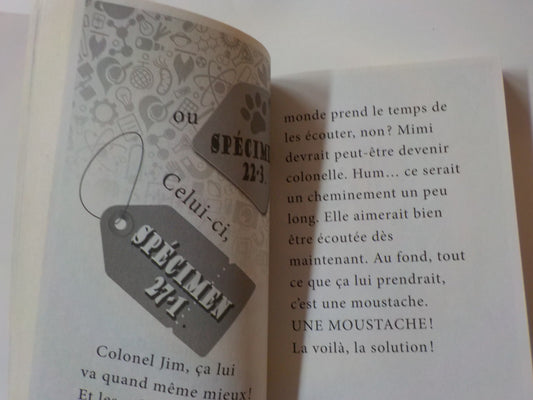 ou
SPÉCIMEN
22-3
Celui-ci,
SPÉCIMEN
27-1
Colonel Jim, ça lui
va quand même mieux!
Et les
monde prend le temps de
les écouter, non? Mimi
devrait peut-être devenir
colonelle. Hum… ce serait
un cheminement un peu
long. Elle aimerait bien
être écoutée dès
maintenant. Au fond, tout
ce que ça lui prendrait,
c'est une moustache.
UNE MOUSTACHE!
La voilà, la solution!